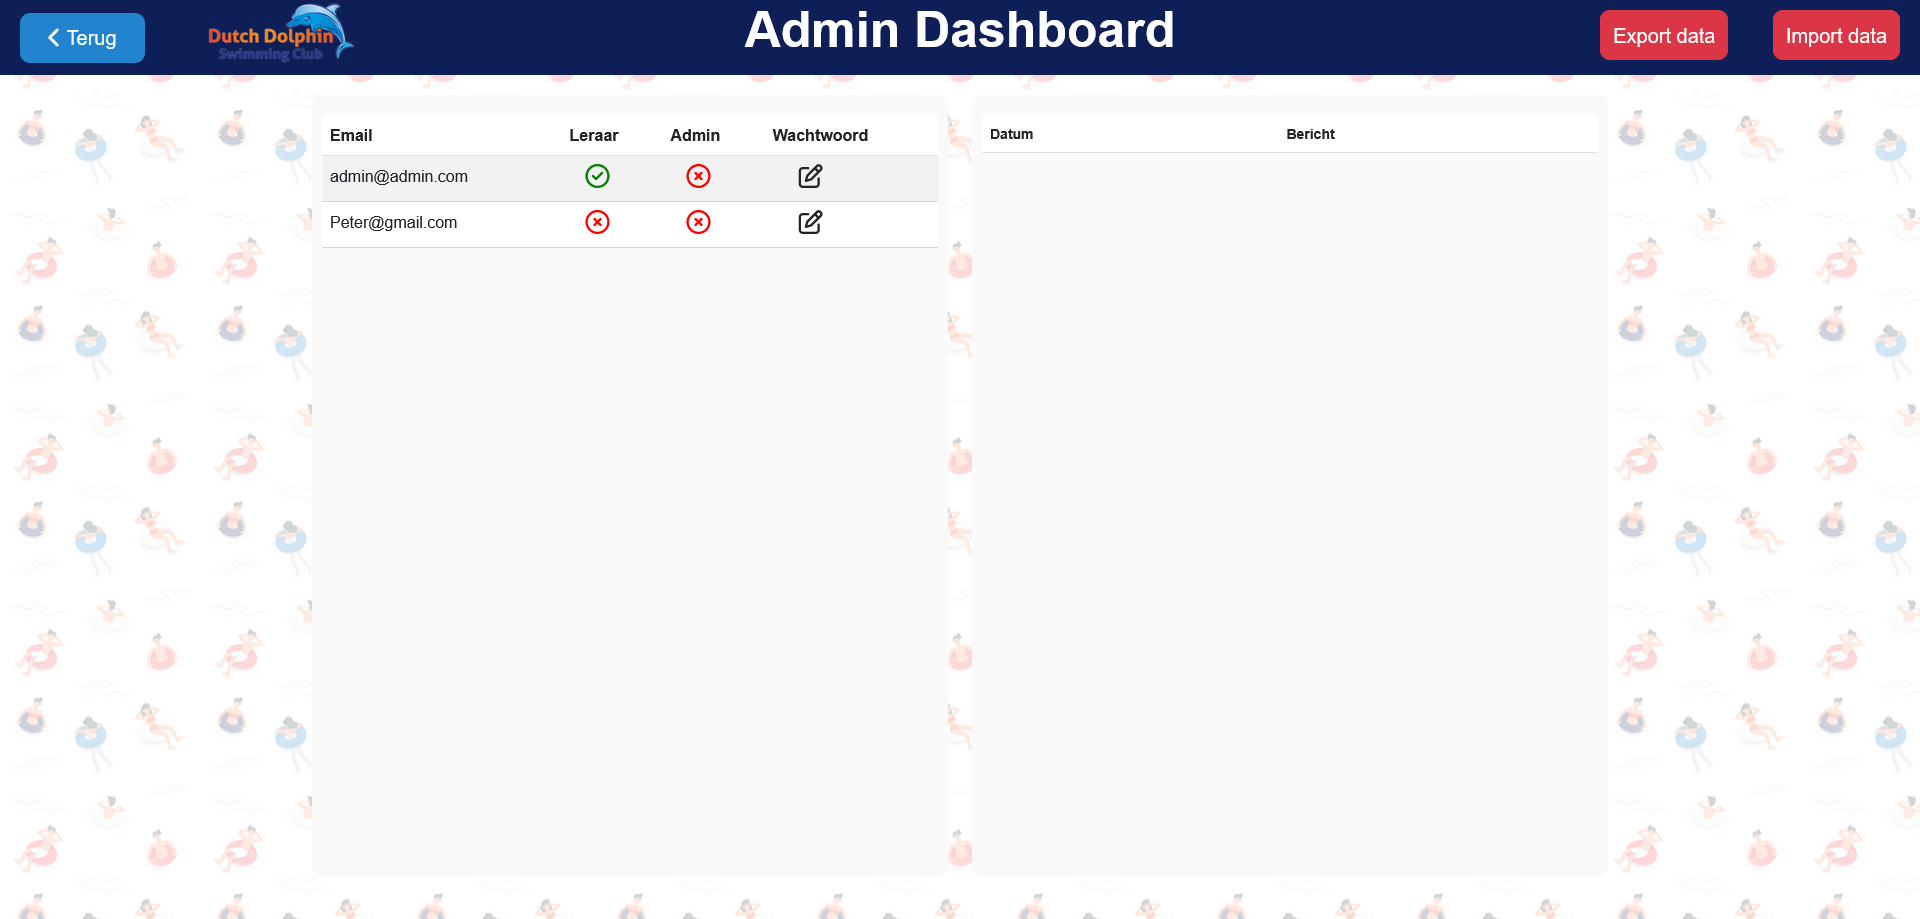 Terug
Dutch Dolphin
Swimming Club
Admin Dashboard
Export data
Import data
Email Leraar Admin Wachtwoord
admin@admin.com
Peter@gmail.com
Datum Bericht